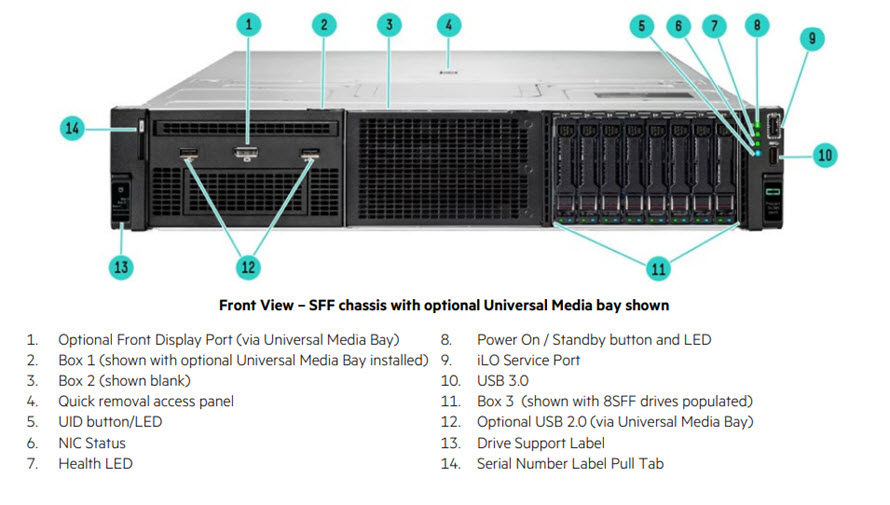 1 2 3 4 5 6 7 8 9
14
10
13 12 11
Front View – SFF chassis with optional Universal Media bay shown
1. Optional Front Display Port (via Universal Media Bay)
2. Box 1 (shown with optional Universal Media Bay installed)
3. Box 2 (shown blank)
4. Quick removal access panel
5. UID button/LED
6. NIC Status
7. Health LED
8. Power On / Standby button and LED
9. iLO Service Port
10. USB 3.0
11. Box 3 (shown with 8SFF drives populated)
12. Optional USB 2.0 (via Universal Media Bay)
13. Drive Support Label
14. Serial Number Label Pull Tab